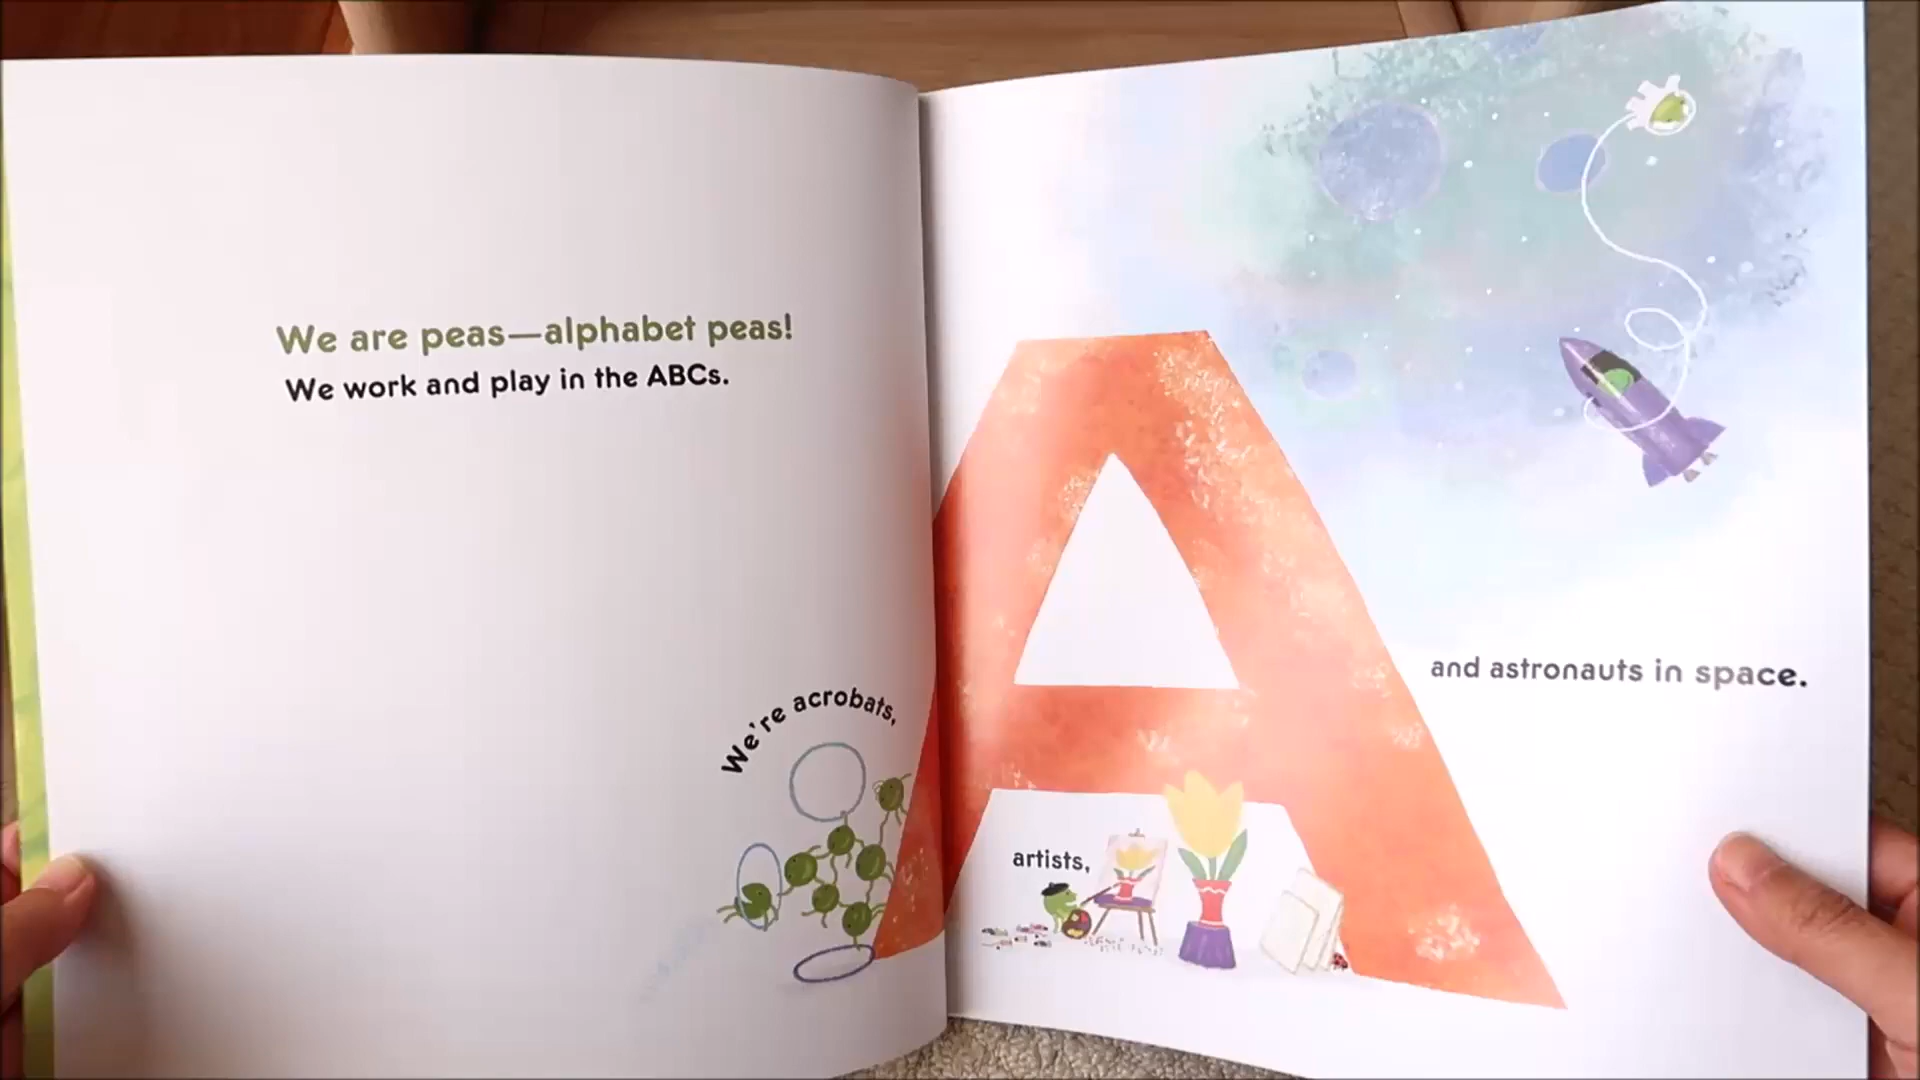 We are peas—alphabet peas!
We work and play in the ABCs.
We're acrobats,
A
artists,
and astronauts in space.